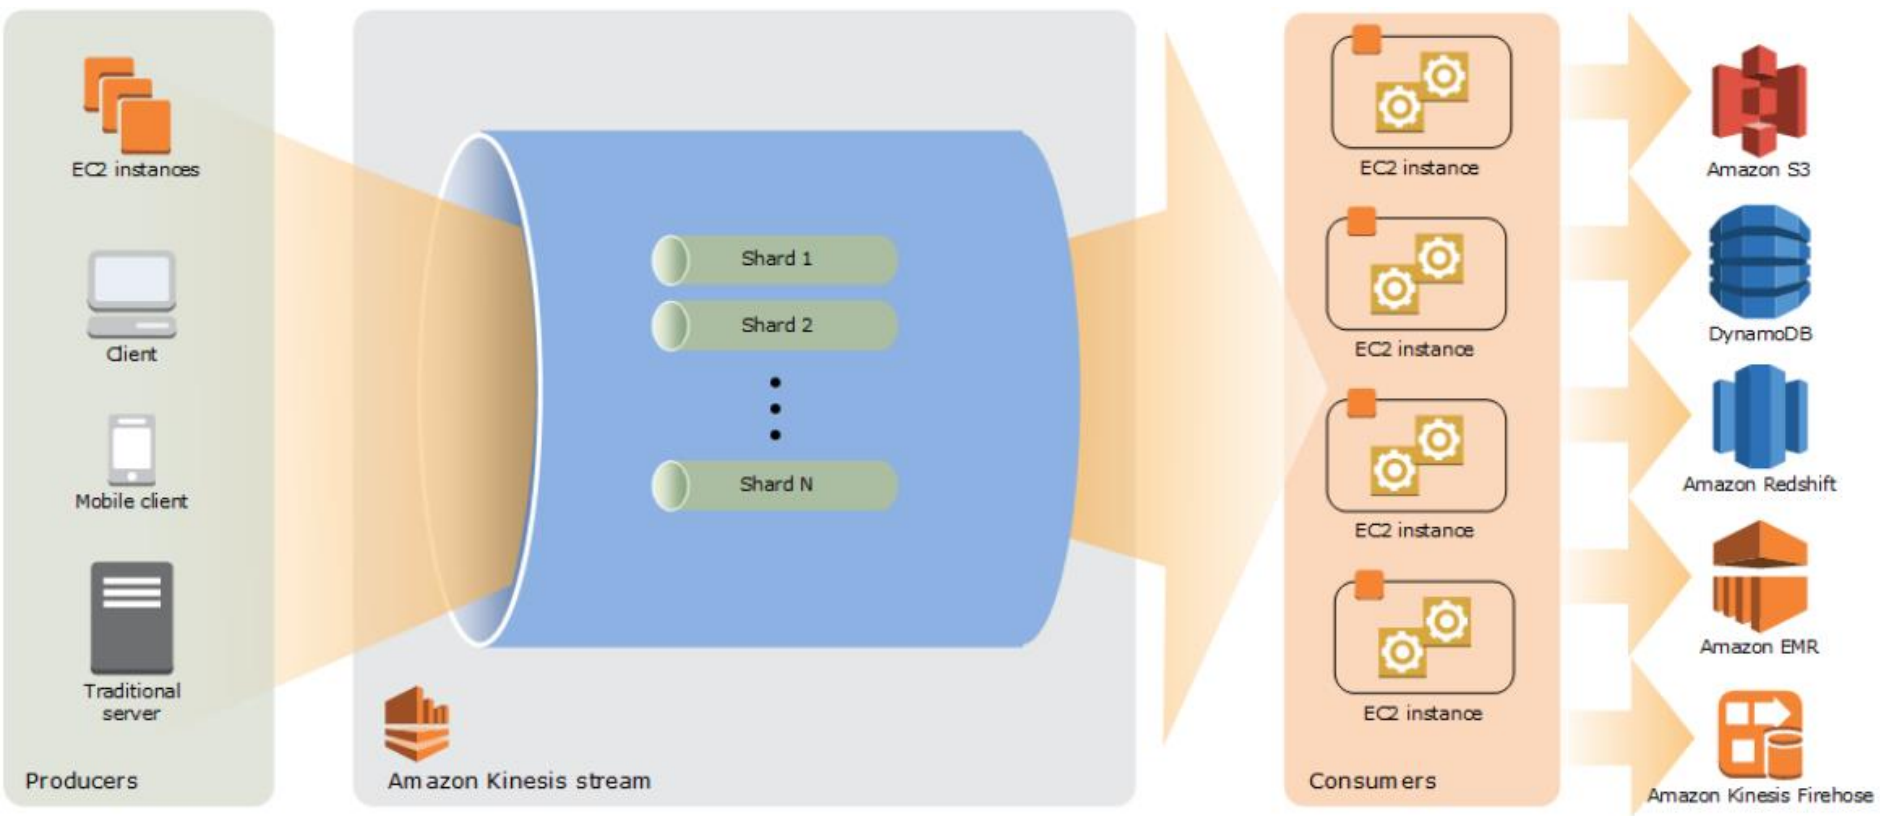 EC2 instances
Client
Mobile client
Traditional
server
Producers
Shard 1
Shard 2
Shard N
Amazon Kinesis stream
EC2 instance
EC2 instance
EC2 instance
EC2 instance
Consumers
Amazon S3
DynamoDB
Amazon Redshift
Amazon EMR
Amazon Kinesis Firehose